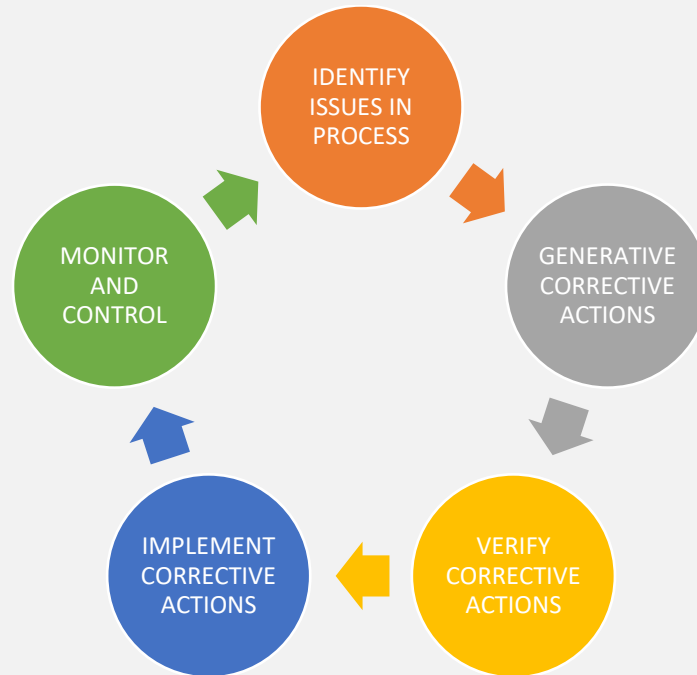 IDENTIFY
ISSUES IN
PROCESS
GENERATIVE
CORRECTIVE
ACTIONS
VERIFY
CORRECTIVE
ACTIONS
IMPLEMENT
CORRECTIVE
ACTIONS
MONITOR
AND
CONTROL